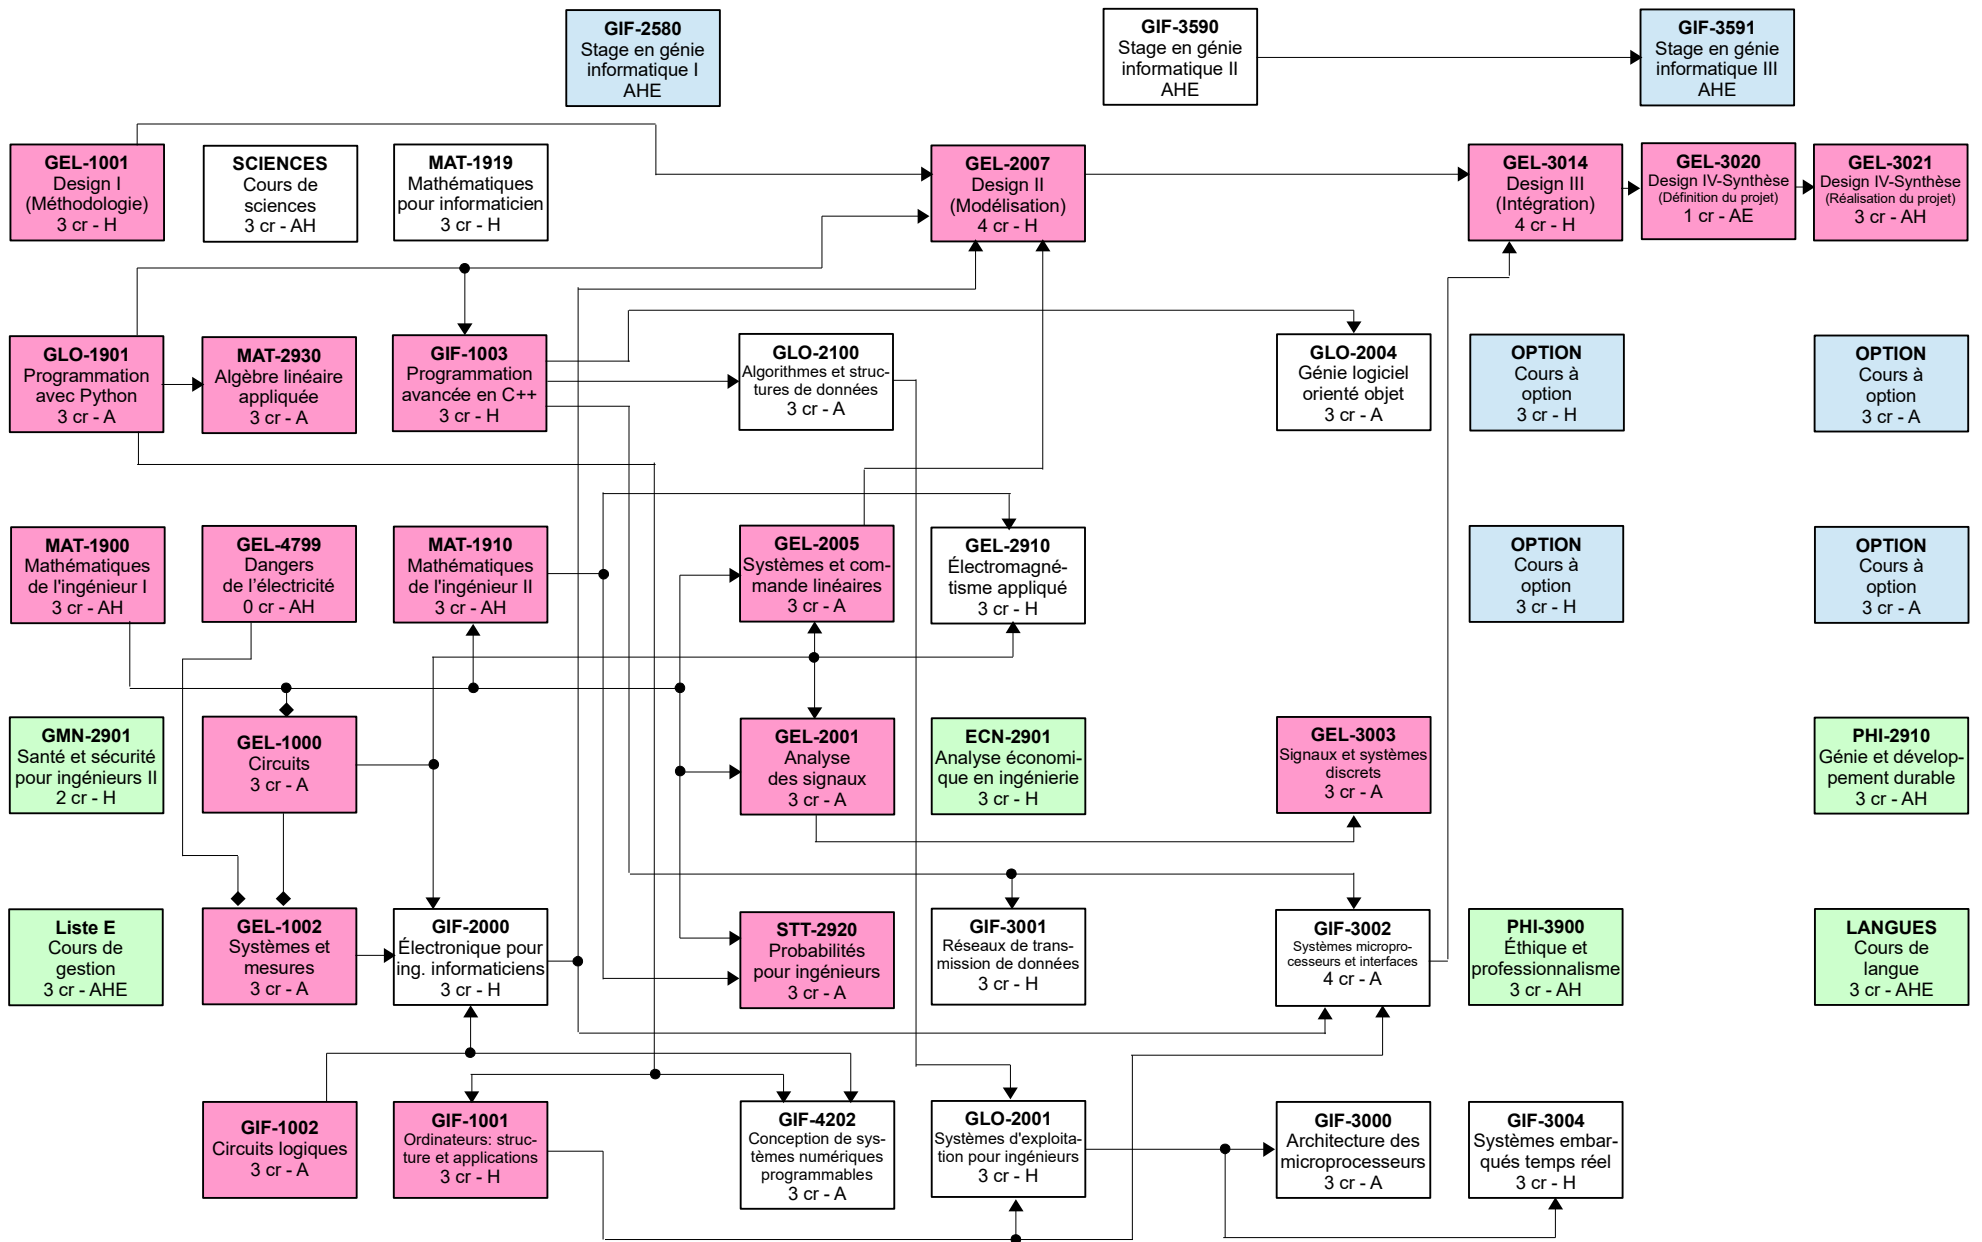 GIF-2580
Stage en génie
informatique I
AHE
GIF-3590
Stage en génie
informatique II
AHE
GIF-3591
Stage en génie
informatique III
AHE
GEL-1001
Design I
(Méthodologie)
3 cr - H
SCIENCES
Cours de
sciences
3 cr - AH
MAT-1919
Mathématiques
pour informaticien
3 cr - H
GEL-2007
Design II
(Modélisation)
4 cr - H
GEL-3014
Design III
(Intégration)
4 cr - H
GEL-3020
Design IV-Synthèse
(Définition du projet)
1 cr - AE
GEL-3021
Design IV-Synthèse
(Réalisation du projet)
3 cr - AH
GLO-1901
Programmation
avec Python
3 cr - A
MAT-2930
Algèbre linéaire
appliquée
3 cr - A
GIF-1003
Programmation
avancée en C++
3 cr - H
GLO-2100
Algorithmes et struc-
tures de données
3 cr - A
GLO-2004
Génie logiciel
orienté objet
3 cr - A
OPTION
Cours à
option
3 cr - H
OPTION
Cours à
option
3 cr - A
MAT-1900
Mathématiques
de l'ingénieur I
3 cr - AH
GEL-4799
Dangers
de l’électricité
0 cr - AH
MAT-1910
Mathématiques
de l'ingénieur II
3 cr - AH
GEL-2005
Systèmes et com-
mande linéaires
3 cr - A
GEL-2910
Électromagné-
tisme appliqué
3 cr - H
OPTION
Cours à
option
3 cr - H
OPTION
Cours à
option
3 cr - A
GMN-2901
Santé et sécurité
pour ingénieurs II
2 cr - H
GEL-1000
Circuits
3 cr - A
GEL-2001
Analyse
des signaux
3 cr - A
ECN-2901
Analyse économi-
que en ingénierie
3 cr - H
GEL-3003
Signaux et systèmes
discrets
3 cr - A
PHI-2910
Génie et dévelop-
ppement durable
3 cr - AH
Liste E
Cours de
gestion
3 cr - AHE
GEL-1002
Systèmes et
mesures
3 cr - A
GIF-2000
Électronique pour
ing. informaticiens
3 cr - H
STT-2920
Probabilités
pour ingénieurs
3 cr - A
GIF-3001
Réseaux de trans-
mission de données
3 cr - H
GIF-3002
Systèmes micropro-
cesseurs et interfaces
4 cr - A
PHI-3900
Éthique et
professionnalisme
3 cr - AH
LANGUES
Cours de
langue
3 cr - AHE
GIF-1002
Circuits logiques
3 cr - A
GIF-1001
Ordinateurs: struc-
ture et applications
3 cr - H
GIF-4202
Conception de sys-
tèmes numériques
programmables
3 cr - A
GLO-2001
Systèmes d'exploita-
tion pour ingénieurs
3 cr - H
GIF-3000
Architecture des
microprocesseurs
3 cr - A
GIF-3004
Systèmes embar-
qués temps réel
3 cr - H